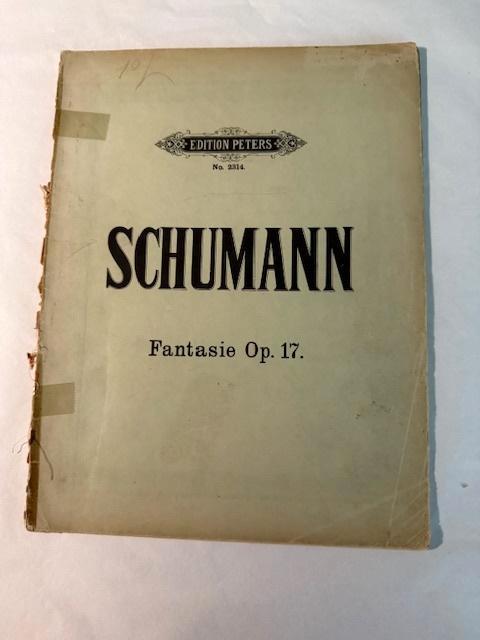 EDITION PETERS
No. 2314.
SCHUMANN
Fantasie Op. 17.